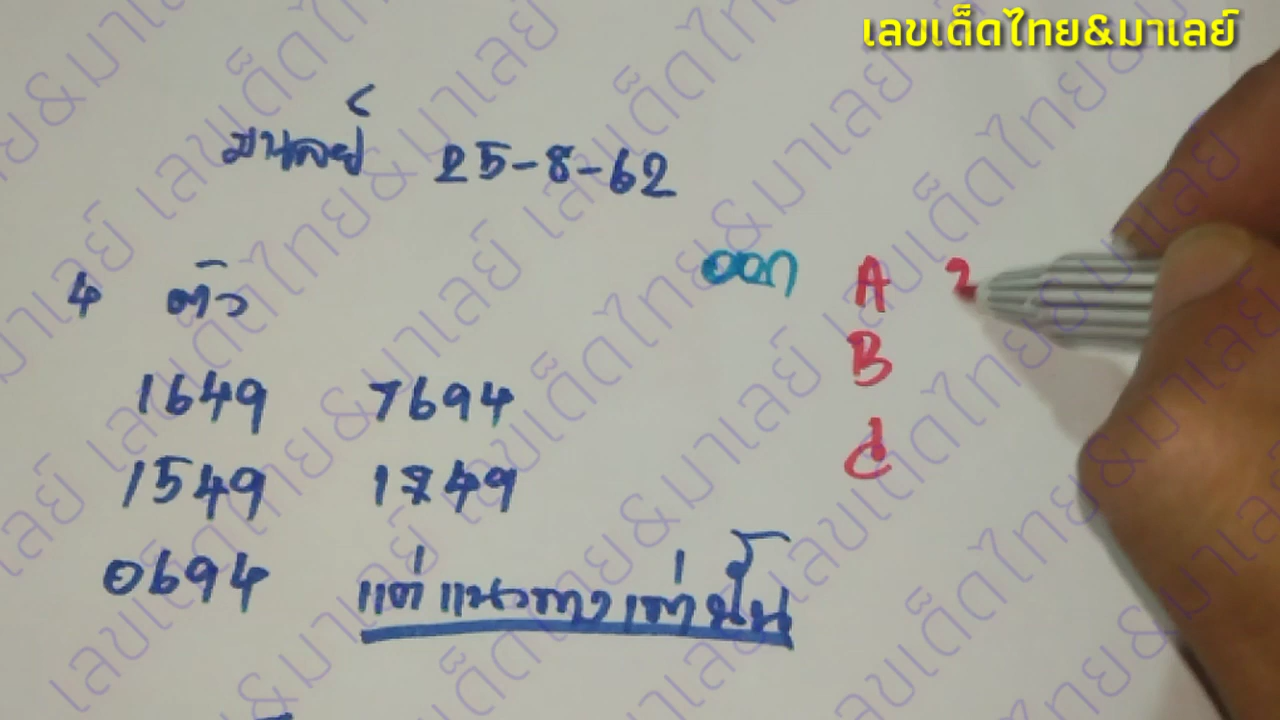 เลขเด็ดไทย&มาเลย์
มาเลย์ 25-8-62
4 ตัว
ออก A 2
B
C
1649 7694
1549 1749
0694
แค่แนวทางเท่านั้น